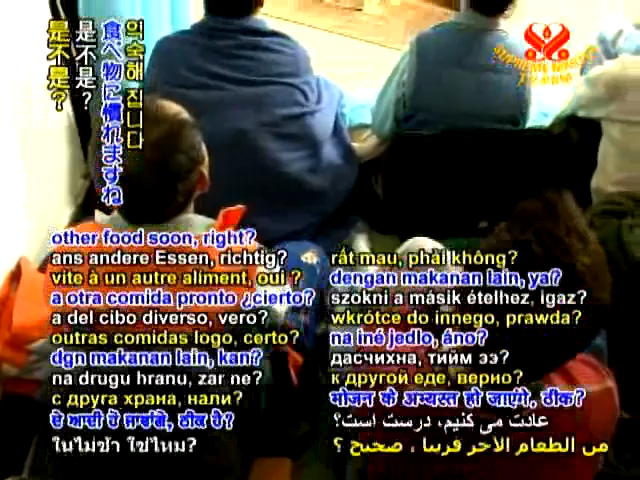 익숙해 집니다
食べ物に慣れますね
是不是?
是不是?
SUPREME MASTER
other food soon, right?
ans andere Essen, richtig?
vite à un autre aliment, oui ?
a otra comida pronto ¿cierto?
a del cibo diverso, vero?
outras comidas logo, certo?
dgn makanan lain, kan?
na drugu hranu, zar ne?
с друга храна, нали?
ਦੇ ਆਦੀ ਹੋ ਜਾਵਾਂਗੇ, ਠੀਕ ਹੈ?
ในไม่ช้า ใช่ไหม?
rất mau, phải không?
dengan makanan lain, ya?
szokni a másik ételhez, igaz?
wkrótce do innego, prawda?
na iné jedlo, áno?
дасчихна, тийм ээ?
к другой еде, верно?
भोजन के अभ्यस्त हो जाएंगे, ठीक?
عادت می کنیم، درست است؟
من الطعام الآخر قريبا ، صحيح ؟